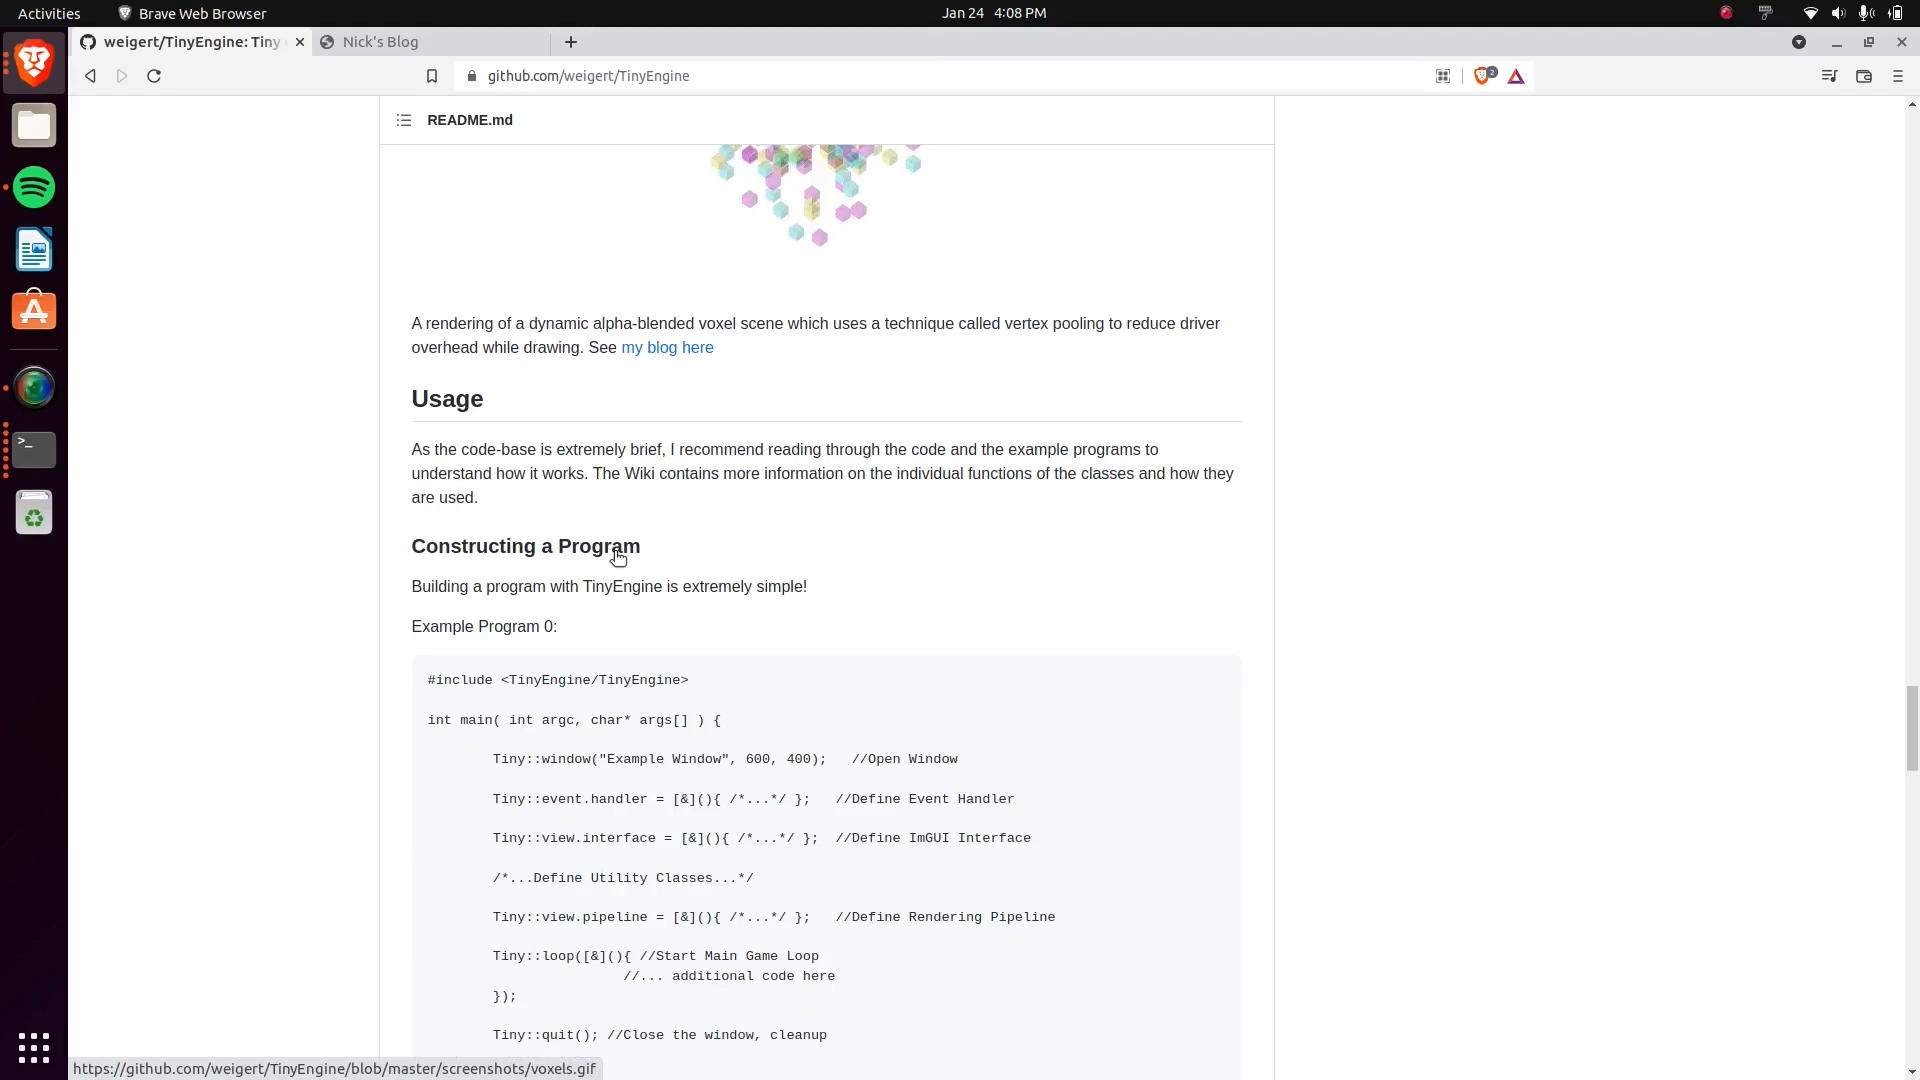 Activities
Brave Web Browser
Jan 24 4:08 PM
weigert/TinyEngine: Tiny
Nick's Blog
github.com/weigert/TinyEngine
2
README.md
A rendering of a dynamic alpha-blended voxel scene which uses a technique called vertex pooling to reduce driver
overhead while drawing. See my blog here
Usage
As the code-base is extremely brief, I recommend reading through the code and the example programs to
understand how it works. The Wiki contains more information on the individual functions of the classes and how they
are used.
Constructing a Program
Building a program with TinyEngine is extremely simple!
Example Program 0:
#include <TinyEngine/TinyEngine>
int main( int argc, char* args[] ) {
Tiny::window("Example Window", 600, 400);   //Open Window
Tiny::event.handler = [&](){ /*...*/ };   //Define Event Handler
Tiny::view.interface = [&](){ /*...*/ };  //Define ImGUI Interface
/*...Define Utility Classes...*/
Tiny::view.pipeline = [&](){ /*...*/ };   //Define Rendering Pipeline
Tiny::loop([&](){ //Start Main Game Loop
//... additional code here
});
Tiny::quit(); //Close the window, cleanup
https://github.com/weigert/TinyEngine/blob/master/screenshots/voxels.gif